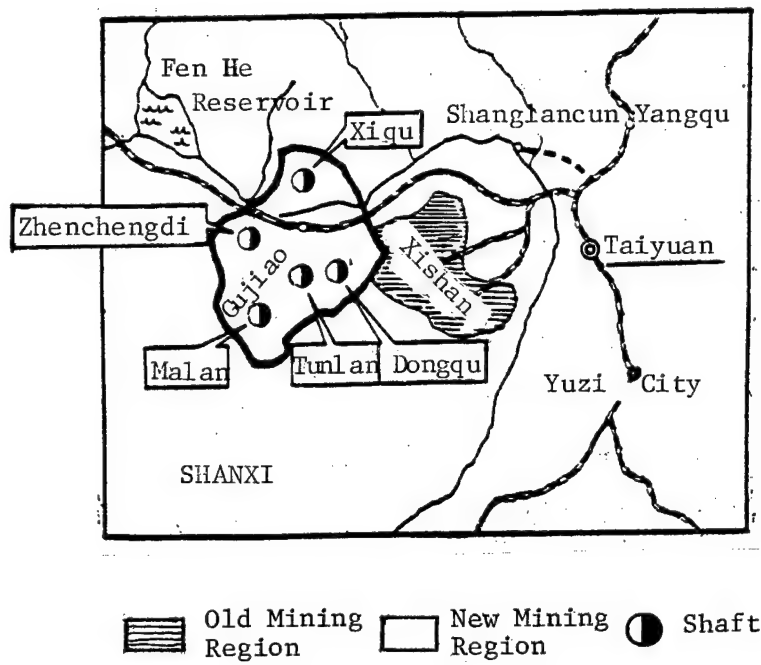 Fen He
Reservoir
Xiqu
Shanglancun Yangqu
Zhenchengdi
Gujiao
Xishan
Taiyuan
Malan
Tunlan
Dongqu
Yuzi City
SHANXI
Old Mining
Region
New Mining
Region
Shaft